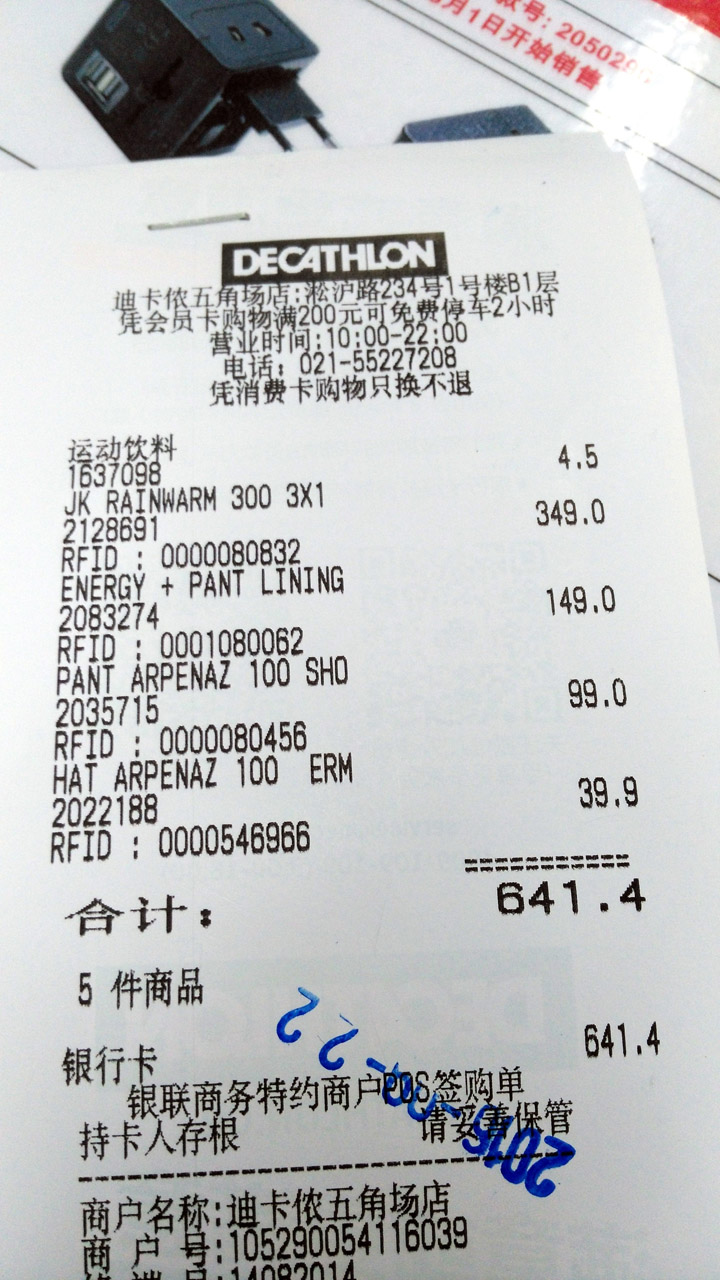 款号: 205029
月1日开始销售
DECATHLON
迪卡侬五角场店:淞沪路234号1号楼B1层
凭会员卡购物满200元可免费停车2小时
营业时间:10:00-22:00
电话: 021-55227208
凭消费卡购物只换不退
运动饮料
1637098 4.5
JK RAINWARM 300 3X1
2128691 349.0
RFID : 0000080832
ENERGY + PANT LINING
2083274 149.0
RFID : 0001080062
PANT ARPENAZ 100 SHO
2035715 99.0
RFID : 0000080456
HAT ARPENAZ 100 ERM
2022188 39.9
RFID : 0000546966
===========
合计: 641.4
5 件商品
银行卡 641.4
银联商务特约商户POS签购单
持卡人存根 请妥善保管
商户名称:迪卡侬五角场店
商 户 号:105290054116039
终 端 号:14082014